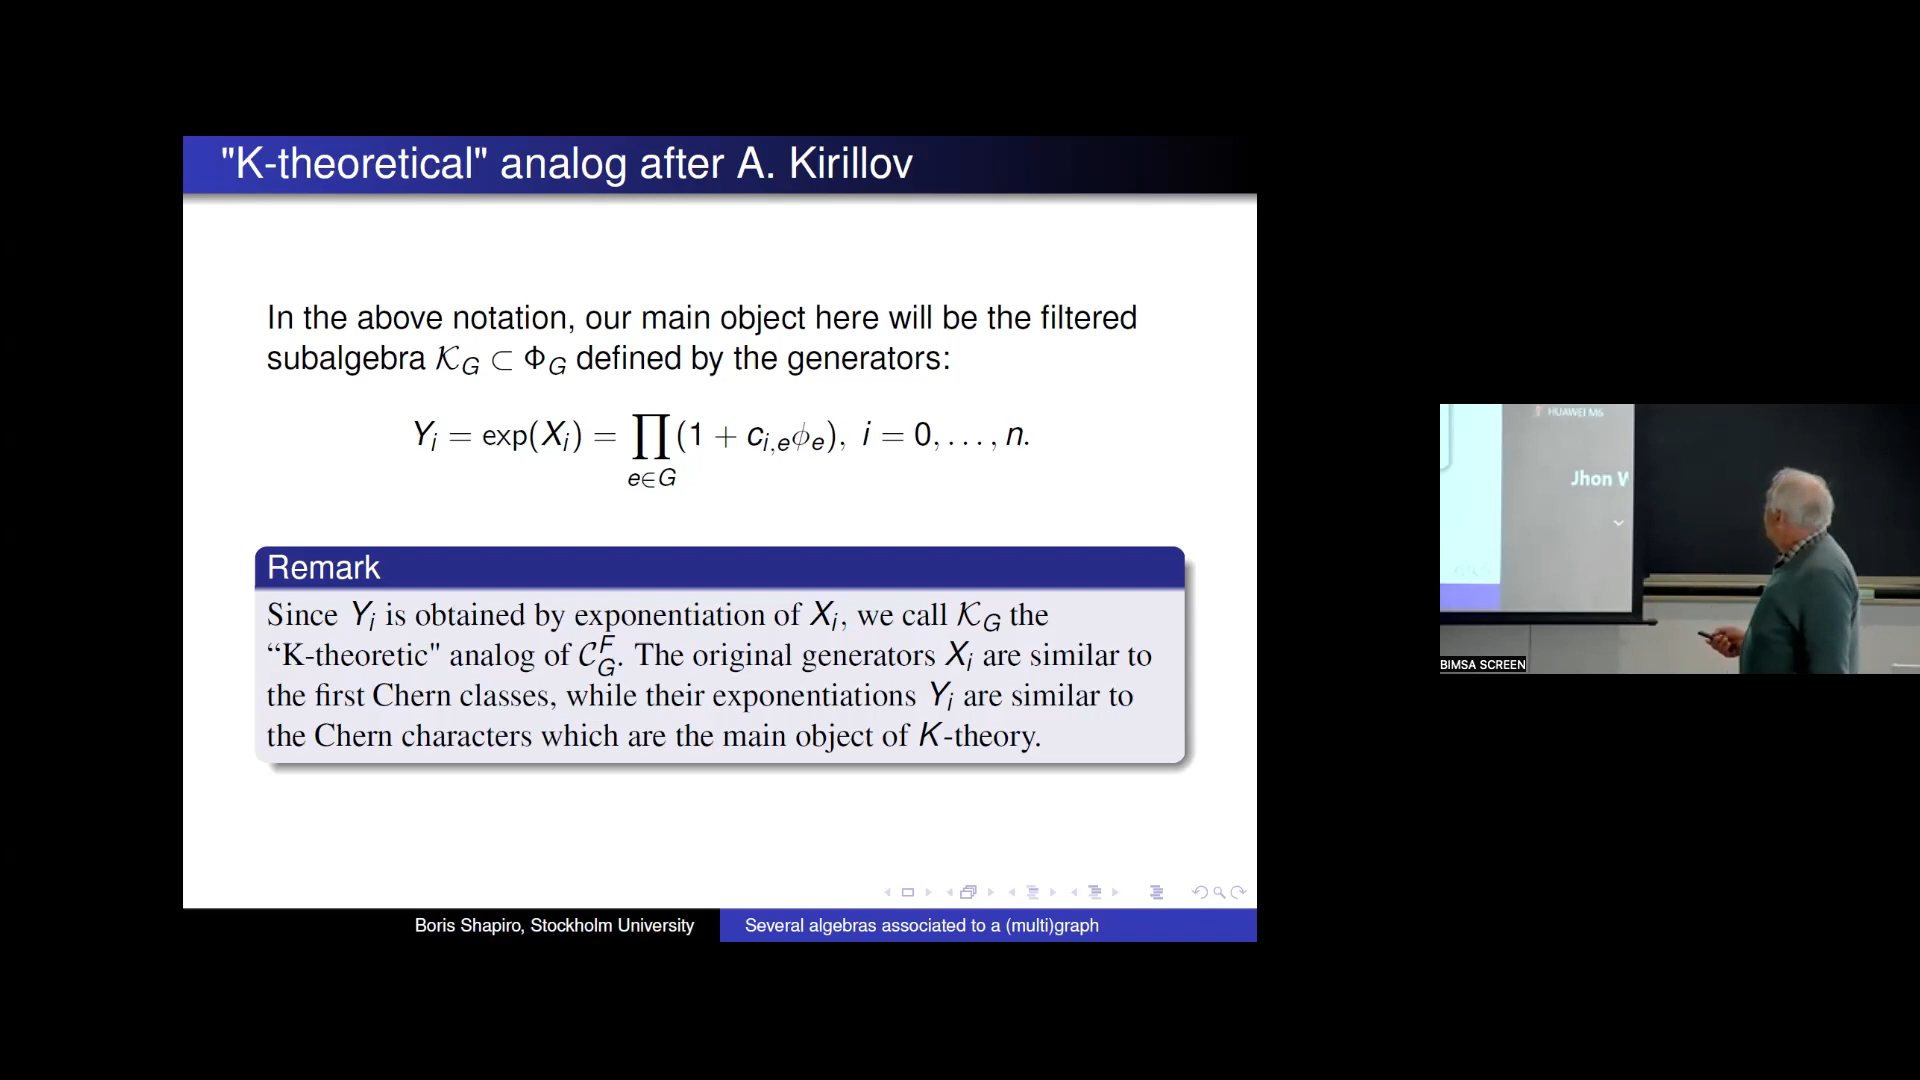 "K-theoretical" analog after A. Kirillov
In the above notation, our main object here will be the filtered
subalgebra 𝒦_G ⊂ Φ_G defined by the generators:
Y_i = exp(X_i) = ∏_{e∈G} (1 + c_{i,e}ϕ_e), i = 0, . . . , n.
Remark
Since Y_i is obtained by exponentiation of X_i, we call 𝒦_G the
“K-theoretic" analog of 𝒞_G^F. The original generators X_i are similar to
the first Chern classes, while their exponentiations Y_i are similar to
the Chern characters which are the main object of K-theory.
Boris Shapiro, Stockholm University
Several algebras associated to a (multi)graph
HUAWEI M6
Jhon
BIMSA SCREEN